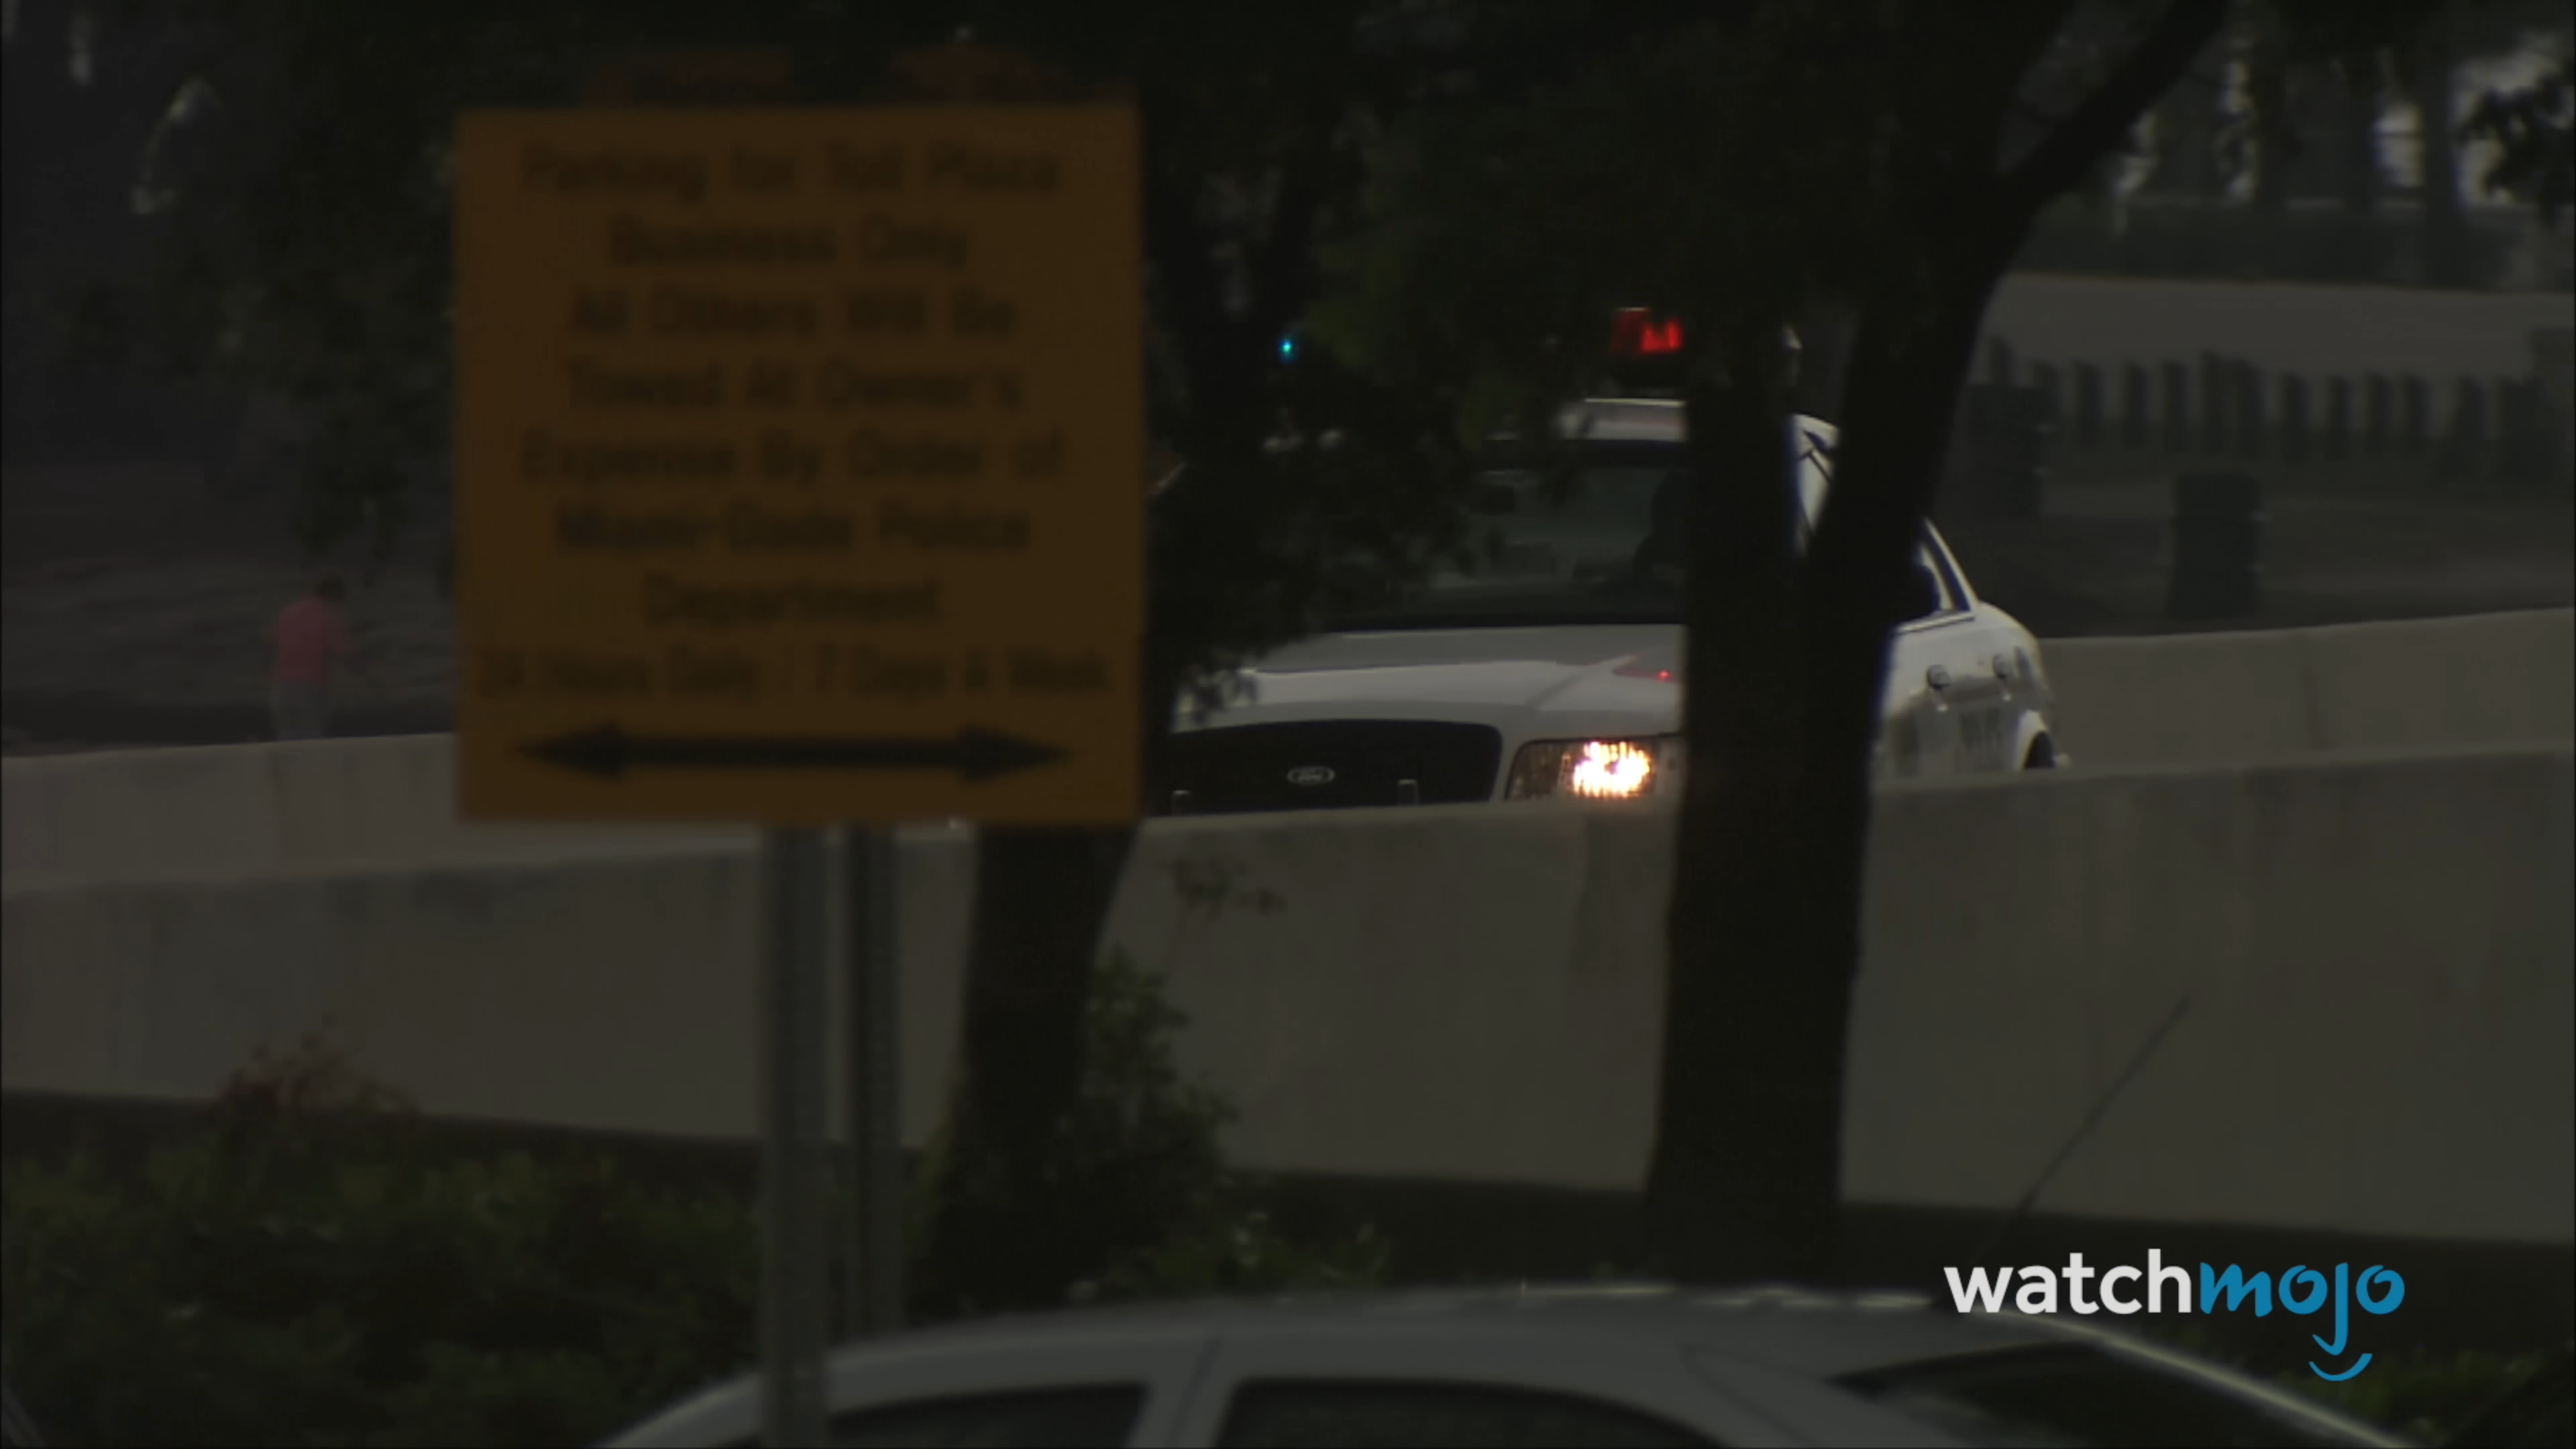 Parking for Toll Plaza
Business Only
All Others Will Be
Towed At Owner's
Expense By Order of
Miami-Dade Police
Department
24 Hours Daily 7 Days A Week
Ford
watchmojo